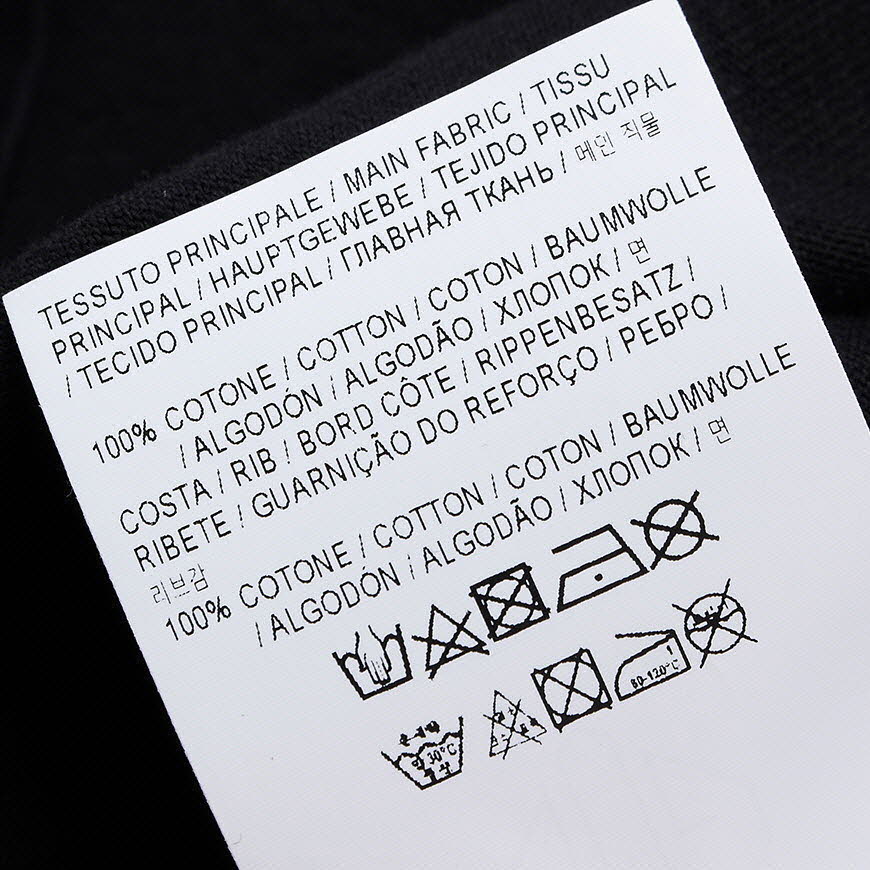 TESSUTO PRINCIPALE / MAIN FABRIC / TISSU
PRINCIPAL / HAUPTGEWEBE / TEJIDO PRINCIPAL
/ TECIDO PRINCIPAL / ГЛАВНАЯ ТКАНЬ / 메인 직물
100% COTONE / COTTON / COTON / BAUMWOLLE
/ ALGODÓN / ALGODÃO / ХЛОПОК / 면
COSTA / RIB / BORD CÔTE / RIPPENBESATZ /
RIBETE / GUARNIÇÃO DO REFORÇO / РЕБРО /
리브감
100% COTONE / COTTON / COTON / BAUMWOLLE
/ ALGODÓN / ALGODÃO / ХЛОПОК / 면
30°C
80-120°C